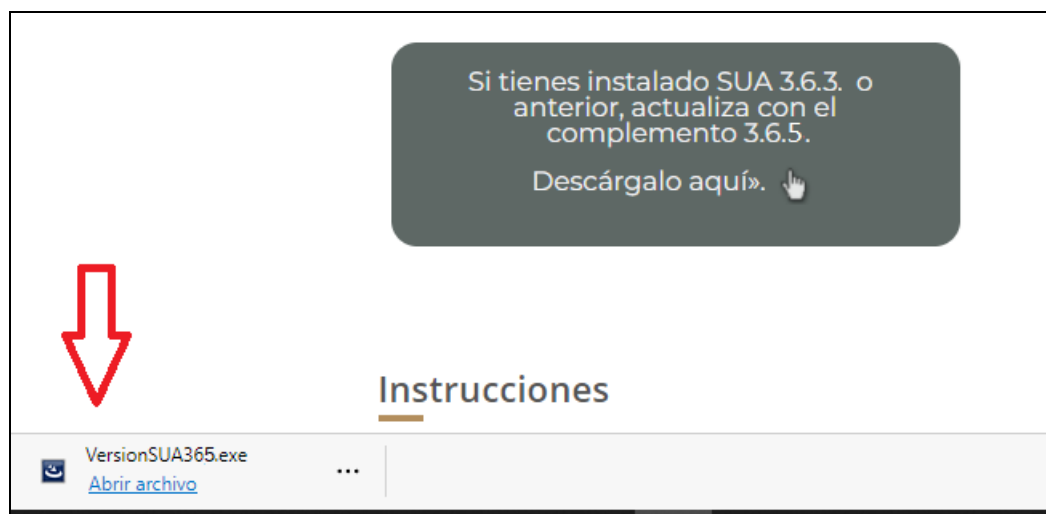 Si tienes instalado SUA 3.6.3. o
anterior, actualiza con el
complemento 3.6.5.
Descárgalo aquí».
Instrucciones
VersionSUA365.exe
Abrir archivo
...